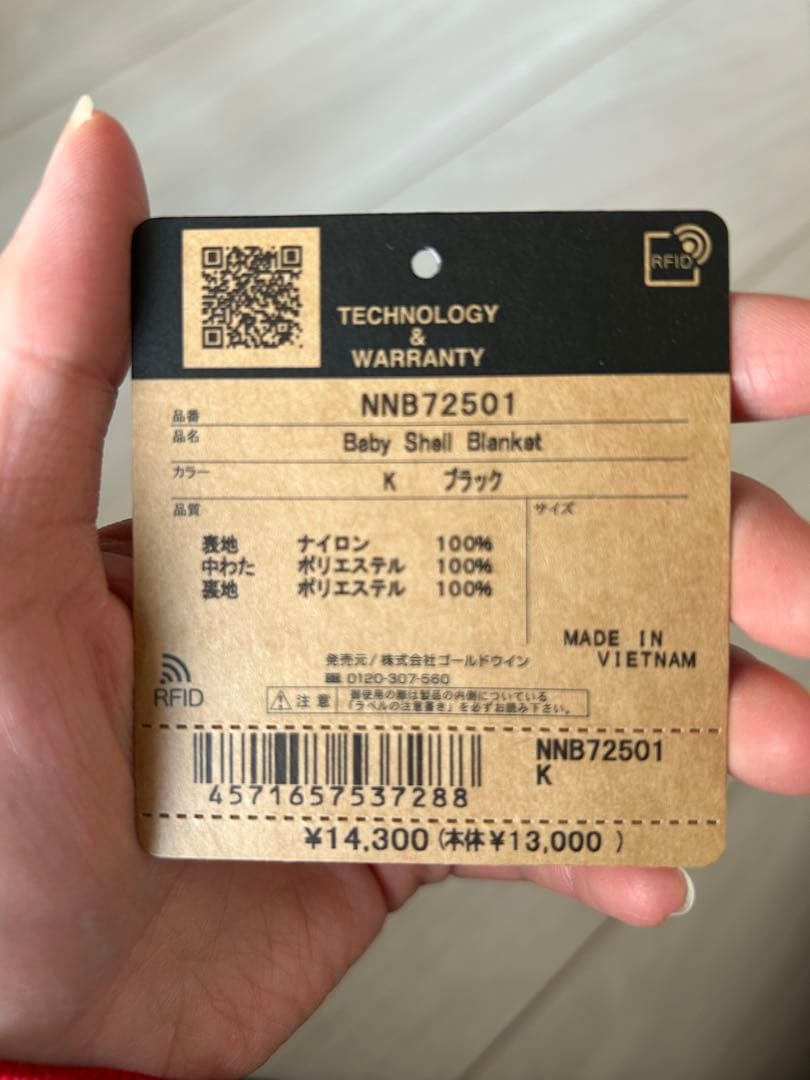 RFID
TECHNOLOGY
&
WARRANTY
品番 NNB72501
品名 Baby Shell Blanket
カラー K ブラック
品質 サイズ
表地 ナイロン 100%
中わた ポリエステル 100%
裏地 ポリエステル 100%
MADE IN
VIETNAM
発売元/株式会社ゴールドウイン
0120-307-560
RFID
注意 御使用の際は製品の内側についている
「ラベルの注意書き」を必ずお読み下さい。
NNB72501
K
4571657537288
¥14,300(本体¥13,000 )